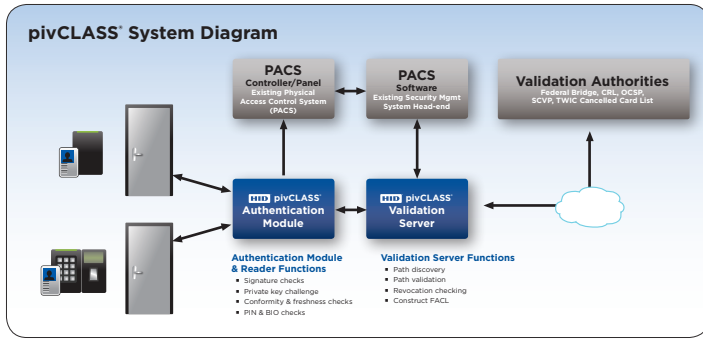 pivCLASS® System Diagram
PACS
Controller/Panel
Existing Physical
Access Control System
(PACS)
PACS
Software
Existing Security Mgmt
System Head-end
Validation Authorities
Federal Bridge, CRL, OCSP,
SCVP, TWIC Cancelled Card List
HID pivCLASS®
Authentication
Module
HID pivCLASS®
Validation
Server
Authentication Module
& Reader Functions
▪ Signature checks
▪ Private key challenge
▪ Conformity & freshness checks
▪ PIN & BIO checks
Validation Server Functions
▪ Path discovery
▪ Path validation
▪ Revocation checking
▪ Construct FACL